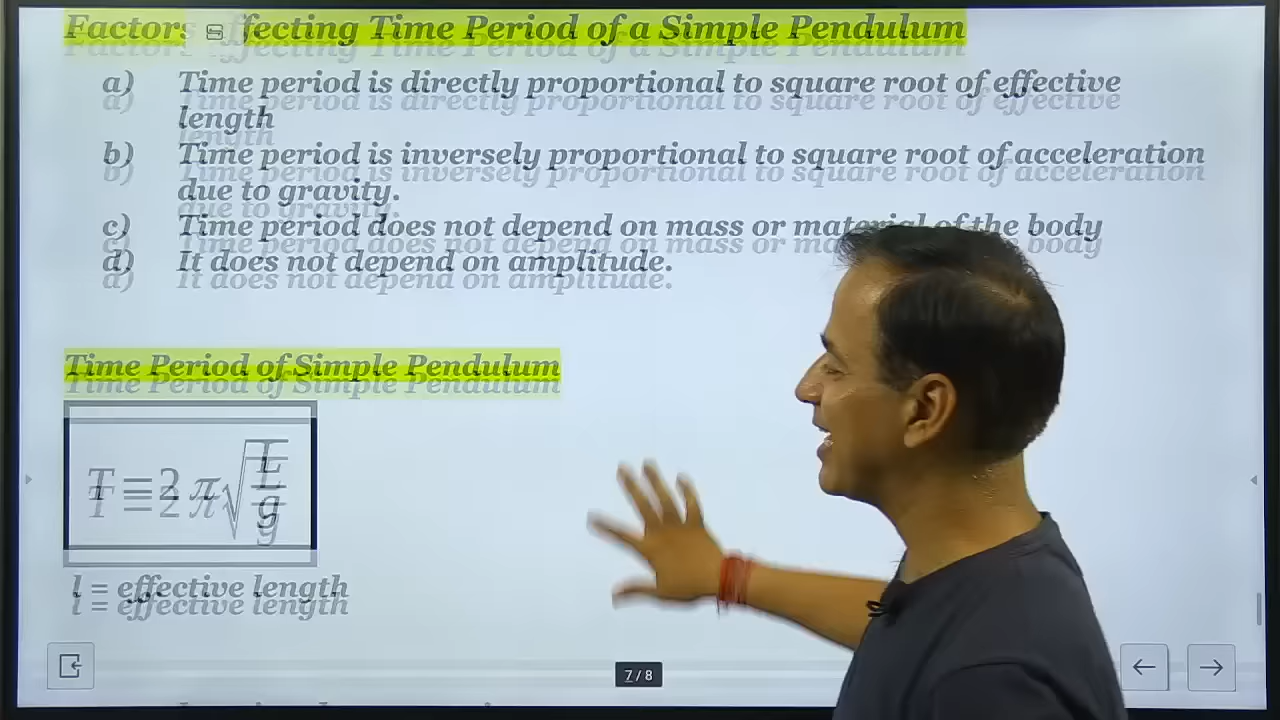 Factors Affecting Time Period of a Simple Pendulum
a) Time period is directly proportional to square root of effective
length
b) Time period is inversely proportional to square root of acceleration
due to gravity.
c) Time period does not depend on mass or material of the body
d) It does not depend on amplitude.
Time Period of Simple Pendulum
T = 2 π √(L/g)
l = effective length
7 / 8